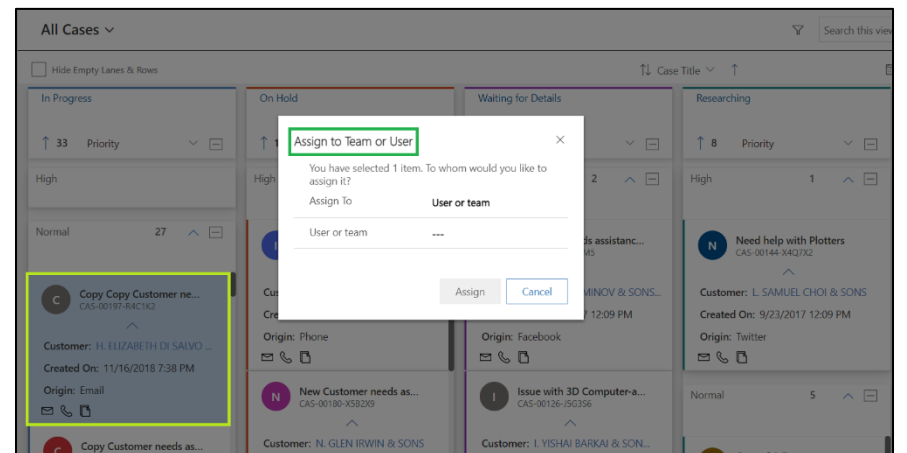 All Cases
Search this view
Hide Empty Lanes & Rows
Case Title
In Progress
On Hold
Waiting for Details
Researching
33 Priority
8 Priority
High
High
2
High 1
Normal 27
Assign to Team or User
You have selected 1 item. To whom would you like to
assign it?
Assign To User or team
User or team ---
Assign Cancel
C
Copy Copy Customer ne...
CAS-00197-R4C1K2
Customer: H. ELIZABETH DI SALVO ...
Created On: 11/16/2018 7:38 PM
Origin: Email
Origin: Phone
N
New Customer needs as...
CAS-00180-X5B2X9
Customer: N. GLEN IRWIN & SONS
ds assistanc...
MINOV & SONS...
12:09 PM
Origin: Facebook
I
Issue with 3D Computer-a...
CAS-00126-J5G3S6
Customer: I. YISHAI BARKAI & SON...
N
Need help with Plotters
CAS-00144-X4Q7X2
Customer: L. SAMUEL CHOI & SONS
Created On: 9/23/2017 12:09 PM
Origin: Twitter
Normal 5
C
Copy Customer needs as...